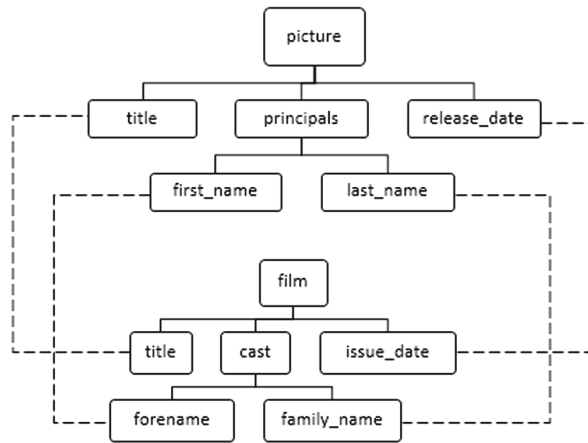 picture
title
principals
release_date
first_name
last_name
film
title
cast
issue_date
forename
family_name